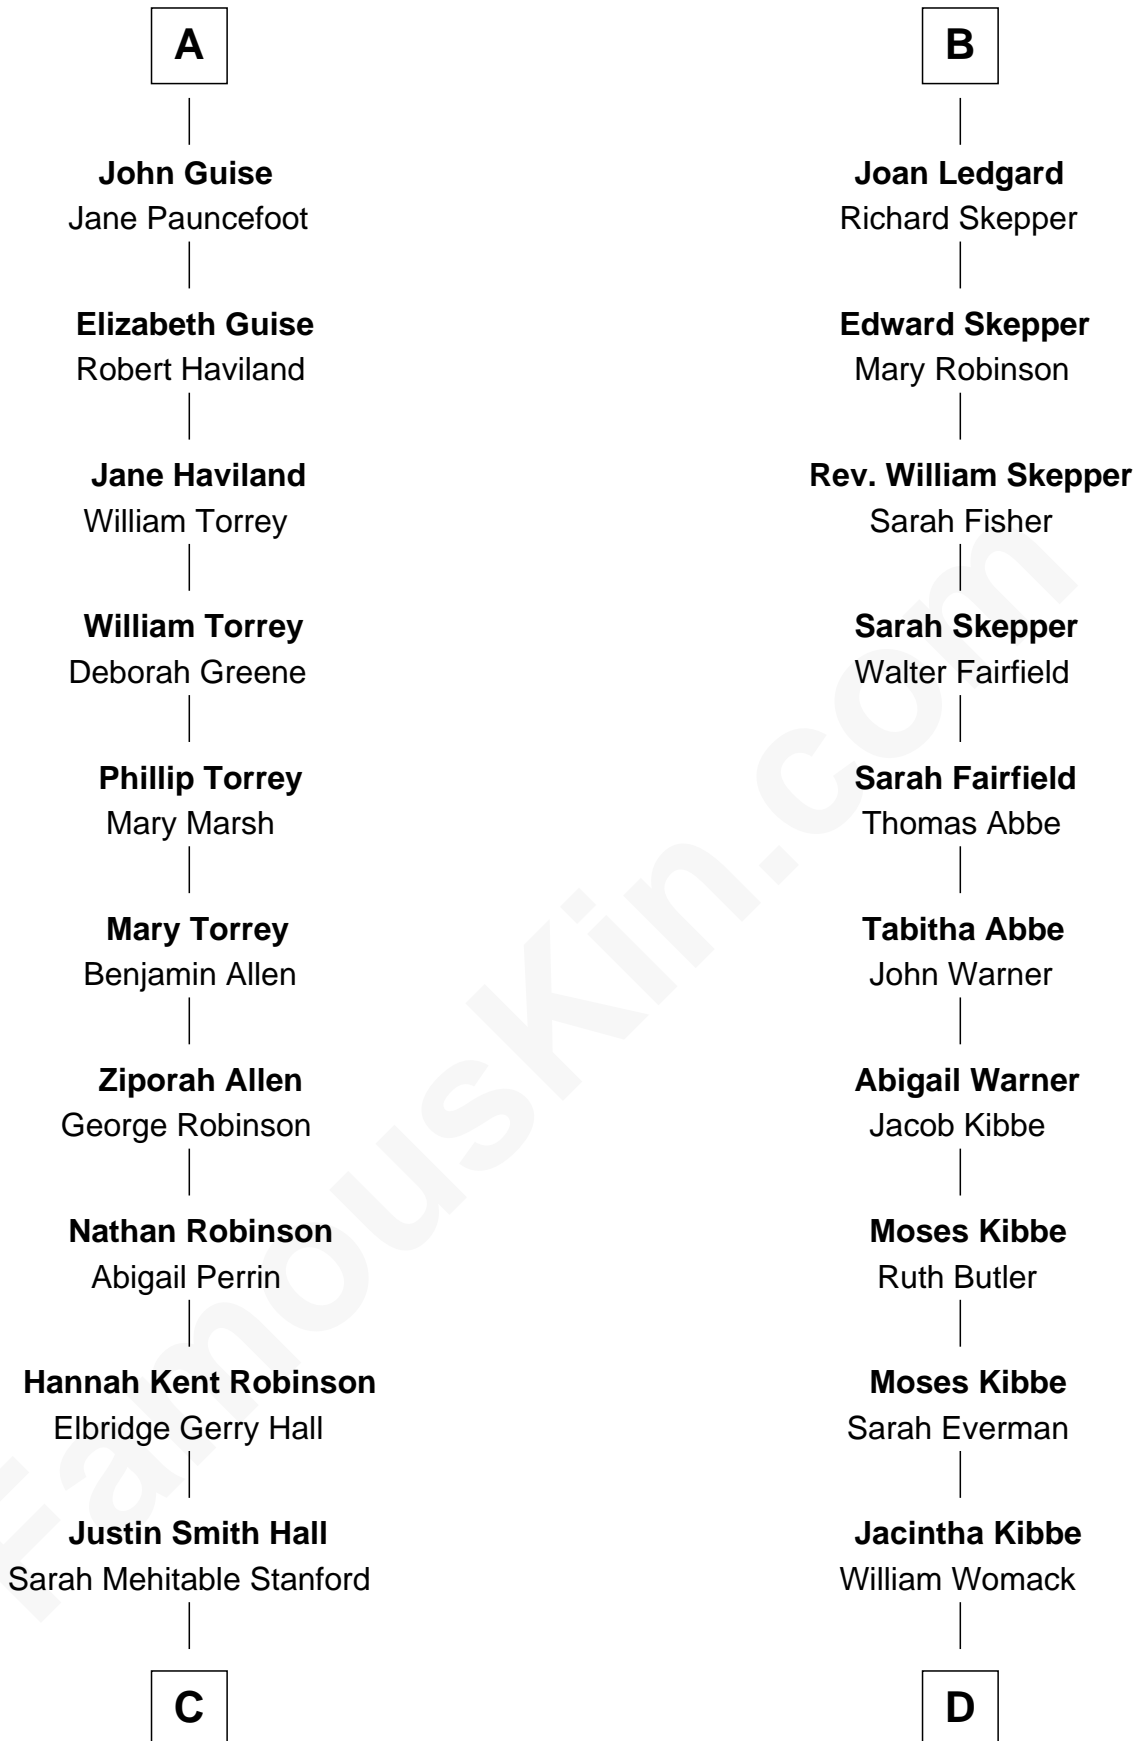 A
John Guise
Jane Pauncefoot
Elizabeth Guise
Robert Haviland
Jane Haviland
William Torrey
William Torrey
Deborah Greene
Phillip Torrey
Mary Marsh
Mary Torrey
Benjamin Allen
Ziporah Allen
George Robinson
Nathan Robinson
Abigail Perrin
Hannah Kent Robinson
Elbridge Gerry Hall
Justin Smith Hall
Sarah Mehitable Stanford
C
B
Joan Ledgard
Richard Skepper
Edward Skepper
Mary Robinson
Rev. William Skepper
Sarah Fisher
Sarah Skepper
Walter Fairfield
Sarah Fairfield
Thomas Abbe
Tabitha Abbe
John Warner
Abigail Warner
Jacob Kibbe
Moses Kibbe
Ruth Butler
Moses Kibbe
Sarah Everman
Jacintha Kibbe
William Womack
D
FamousKin.com